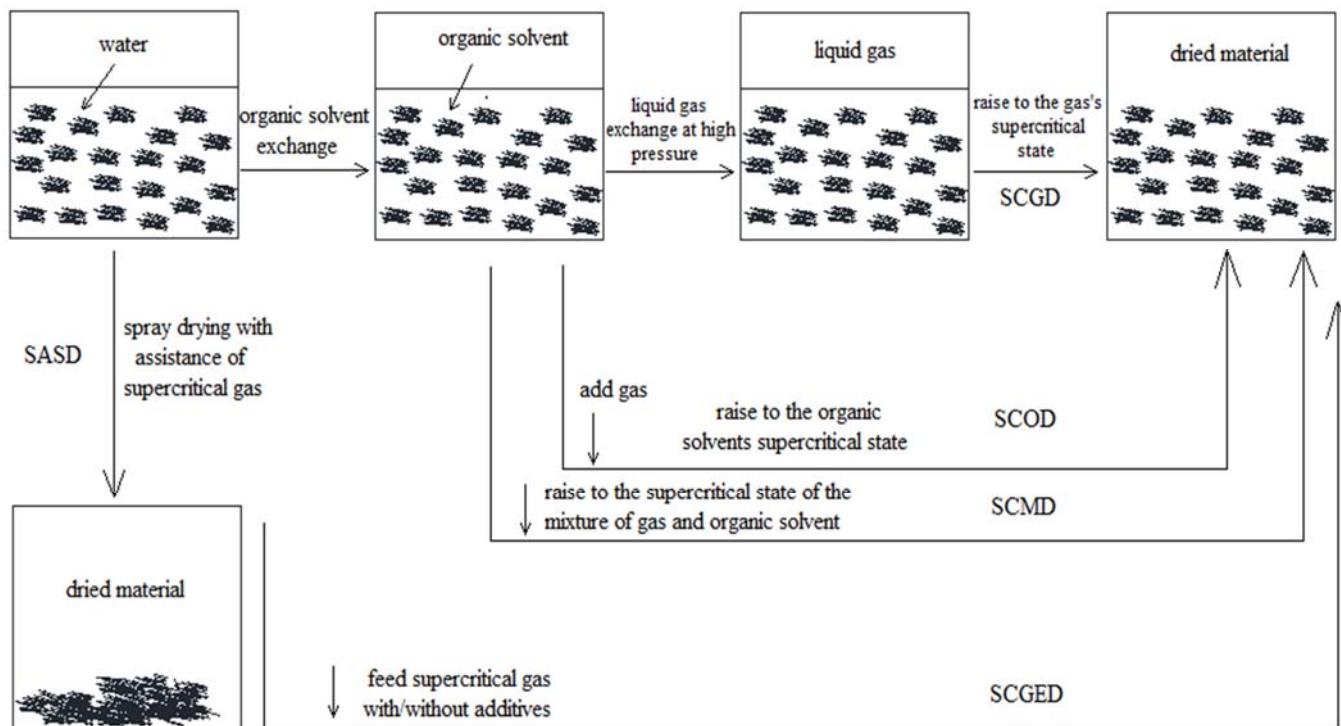 water
organic solvent
liquid gas
dried material
organic solvent
exchange
liquid gas
exchange at high
pressure
raise to the gas's
supercritical
state
SCGD
SASD
spray drying with
assistance of
supercritical gas
add gas
raise to the organic
solvents supercritical state
SCOD
raise to the supercritical state of the
mixture of gas and organic solvent
SCMD
dried material
feed supercritical gas
with/without additives
SCGED